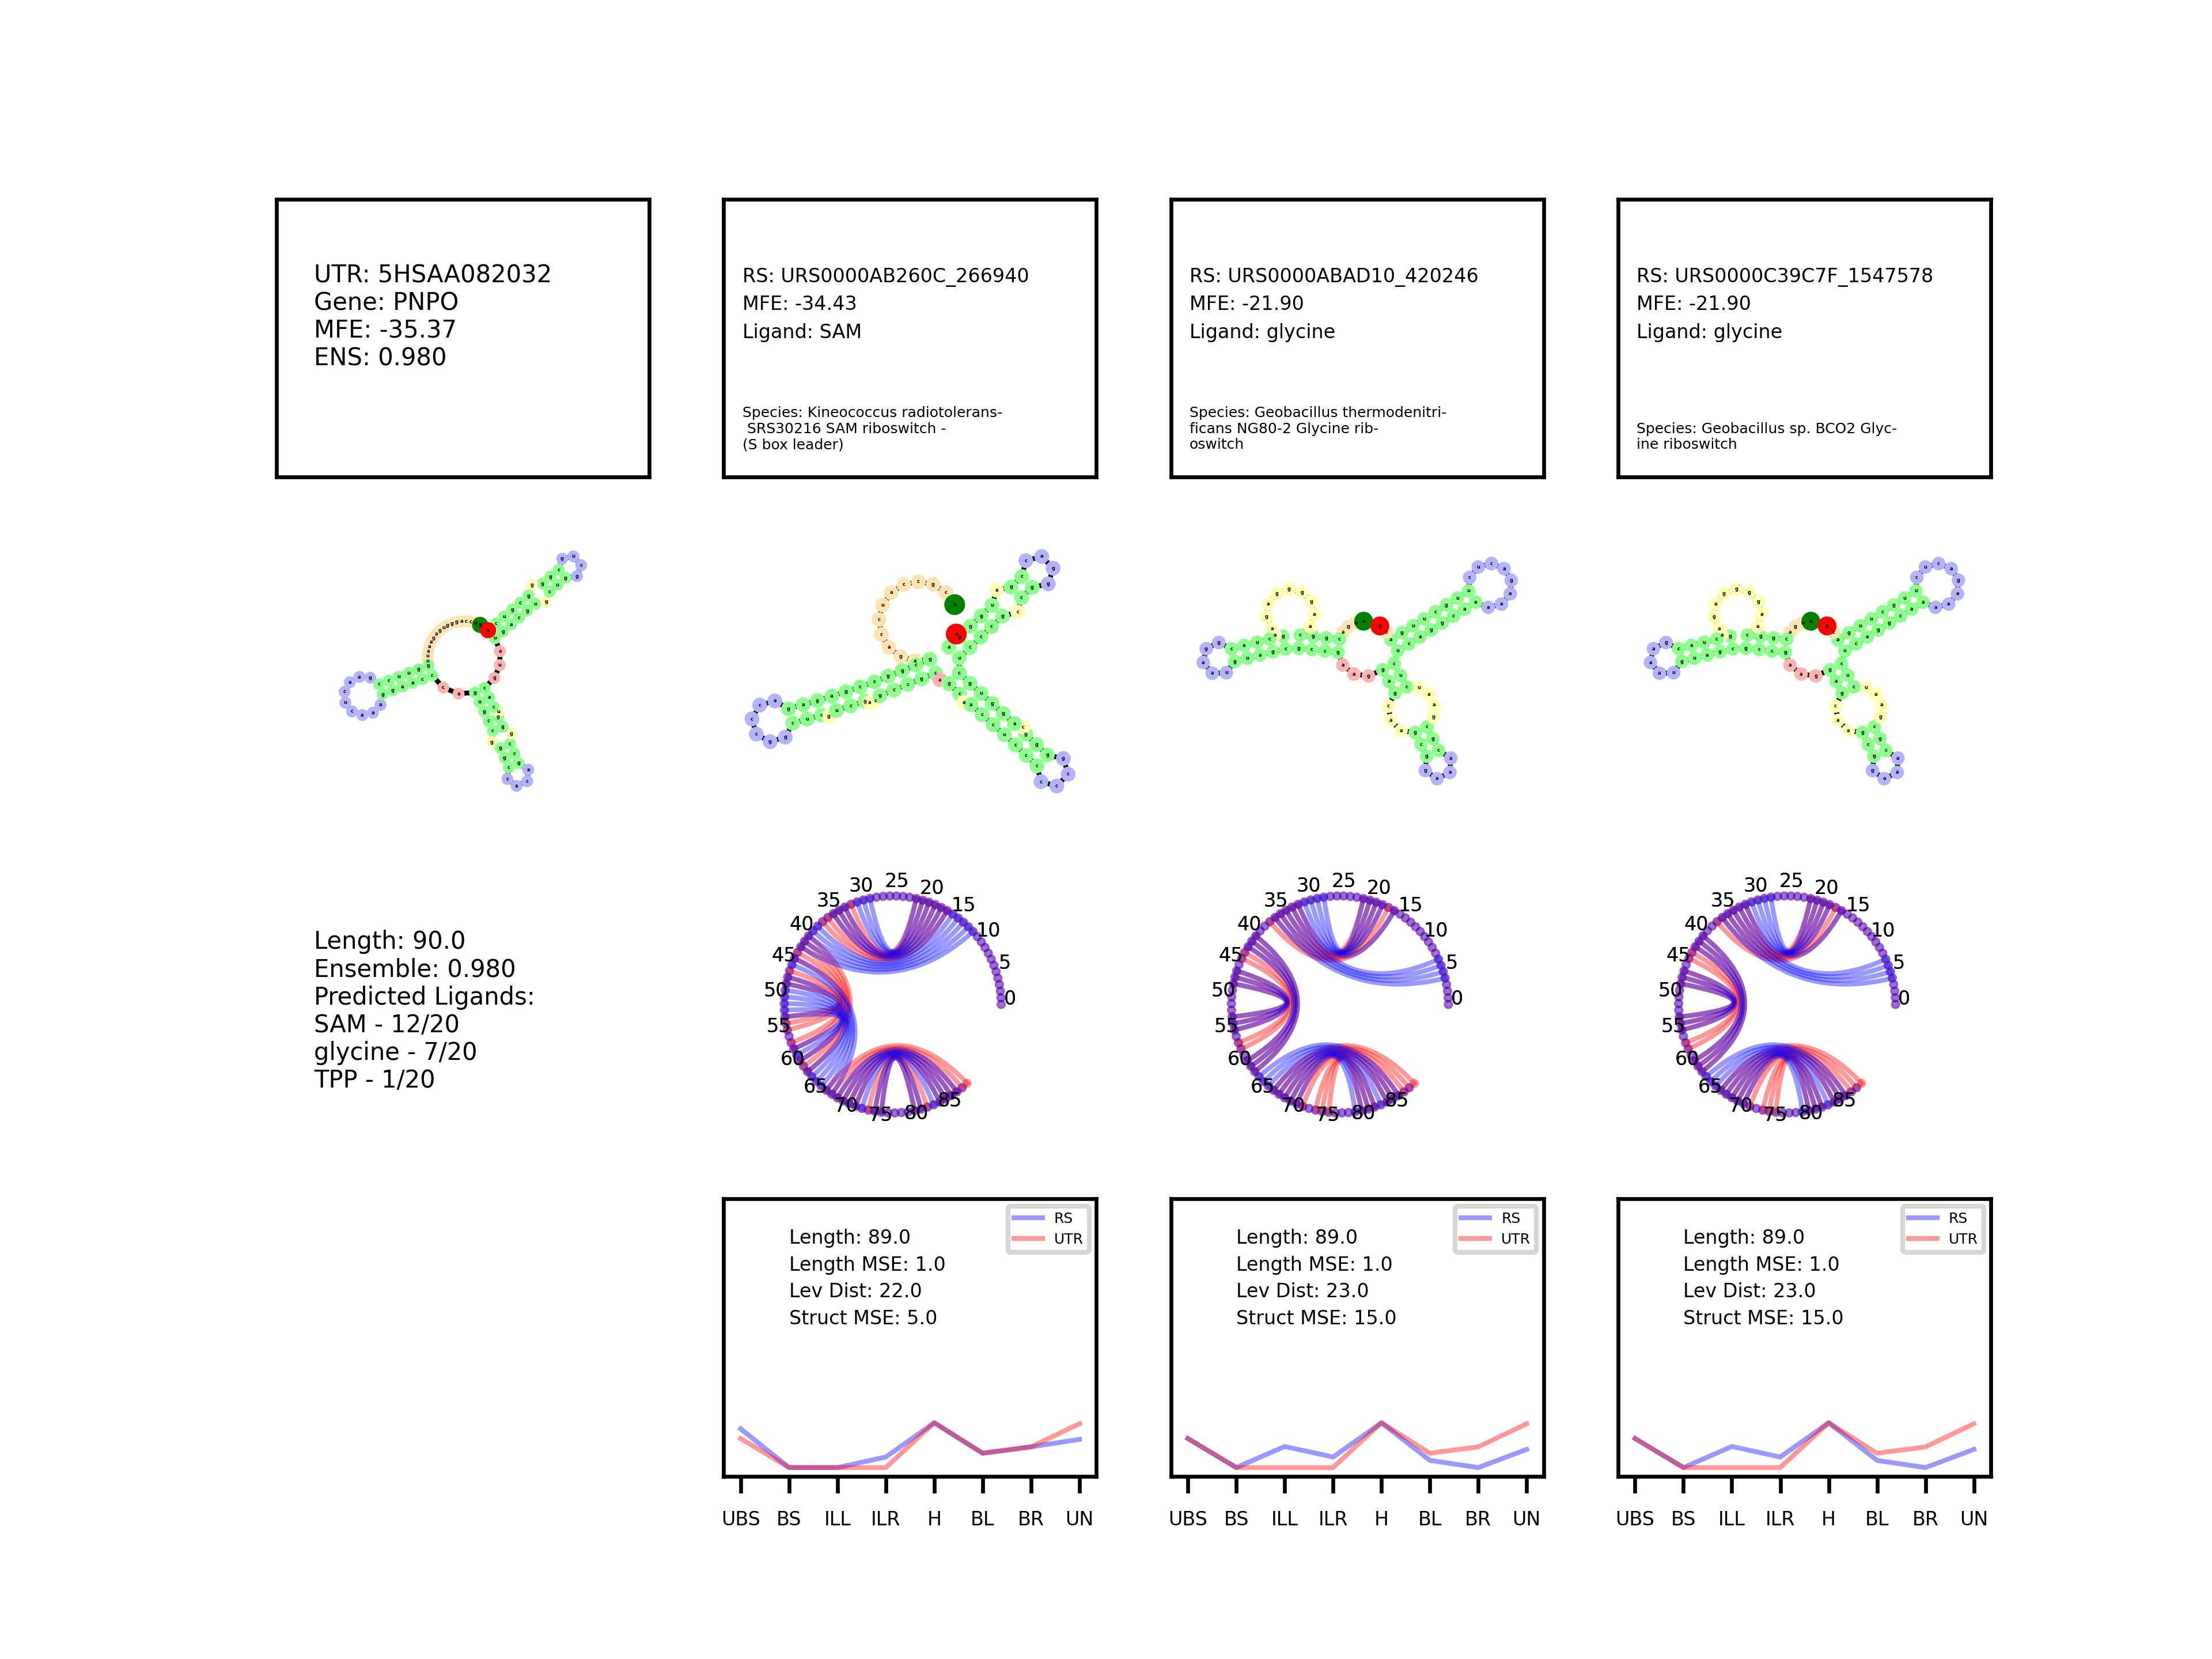 UTR: 5HSAA082032
Gene: PNPO
MFE: -35.37
ENS: 0.980
RS: URS0000AB260C_266940
MFE: -34.43
Ligand: SAM
Species: Kineococcus radiotolerans-
SRS30216 SAM riboswitch -
(S box leader)
RS: URS0000ABAD10_420246
MFE: -21.90
Ligand: glycine
Species: Geobacillus thermodenitri-
ficans NG80-2 Glycine rib-
oswitch
RS: URS0000C39C7F_1547578
MFE: -21.90
Ligand: glycine
Species: Geobacillus sp. BCO2 Glyc-
ine riboswitch
Length: 90.0
Ensemble: 0.980
Predicted Ligands:
SAM - 12/20
glycine - 7/20
TPP - 1/20
0
5
10
15
20
25
30
35
40
45
50
55
60
65
70
75
80
85
0
5
10
15
20
25
30
35
40
45
50
55
60
65
70
75
80
85
0
5
10
15
20
25
30
35
40
45
50
55
60
65
70
75
80
85
RS
UTR
Length: 89.0
Length MSE: 1.0
Lev Dist: 22.0
Struct MSE: 5.0
UBS BS ILL ILR H BL BR UN
RS
UTR
Length: 89.0
Length MSE: 1.0
Lev Dist: 23.0
Struct MSE: 15.0
UBS BS ILL ILR H BL BR UN
RS
UTR
Length: 89.0
Length MSE: 1.0
Lev Dist: 23.0
Struct MSE: 15.0
UBS BS ILL ILR H BL BR UN